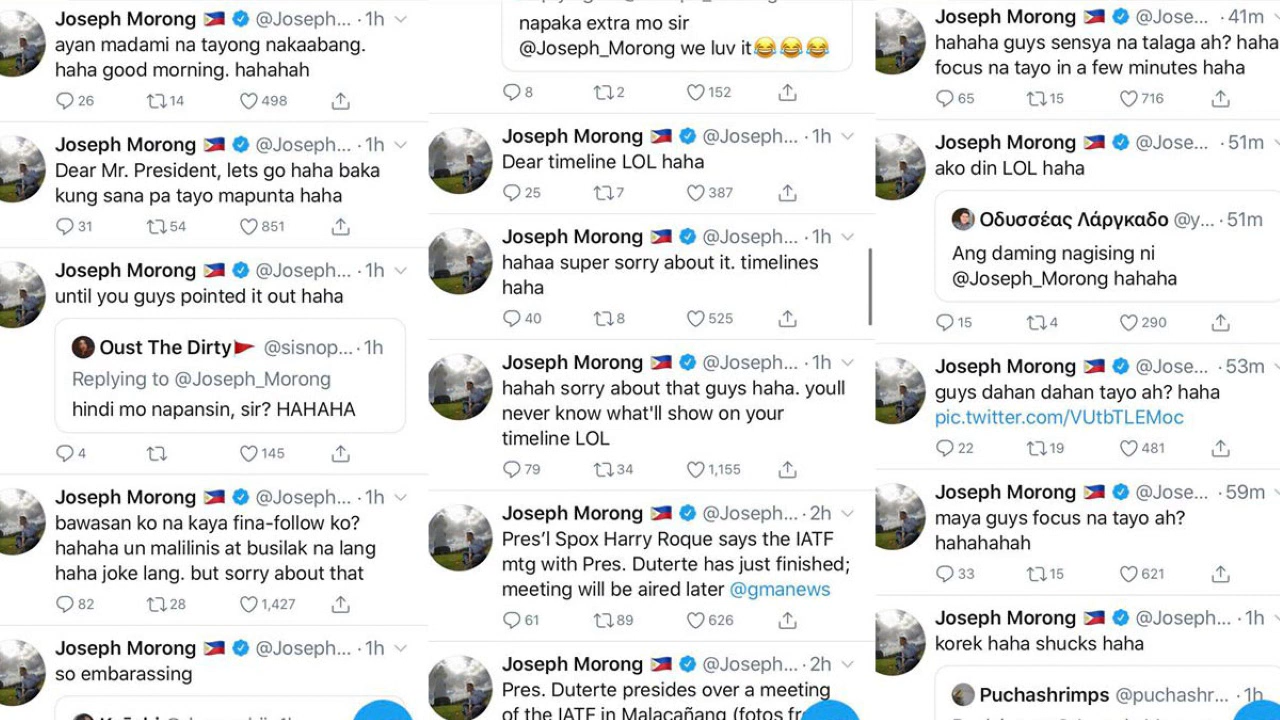 Joseph Morong 🇵🇭 @Joseph... · 1h
ayan madami na tayong nakaabang.
haha good morning. hahahah
26 14 498
Joseph Morong 🇵🇭 @Joseph... · 1h
Dear Mr. President, lets go haha baka
kung sana pa tayo mapunta haha
31 54 851
Joseph Morong 🇵🇭 @Joseph... · 1h
until you guys pointed it out haha
Oust The Dirty🚩 @sisnop... · 1h
Replying to @Joseph_Morong
hindi mo napansin, sir? HAHAHA
4 145
Joseph Morong 🇵🇭 @Joseph... · 1h
bawasan ko na kaya fina-follow ko?
hahaha un malilinis at busilak na lang
haha joke lang. but sorry about that
82 28 1,427
Joseph Morong 🇵🇭 @Joseph... · 1h
so embarassing
napaka extra mo sir
@Joseph_Morong we luv it😂😂😂
8 2 152
Joseph Morong 🇵🇭 @Joseph... · 1h
Dear timeline LOL haha
25 7 387
Joseph Morong 🇵🇭 @Joseph... · 1h
hahaa super sorry about it. timelines
haha
40 8 525
Joseph Morong 🇵🇭 @Joseph... · 1h
hahah sorry about that guys haha. youll
never know what'll show on your
timeline LOL
79 34 1,155
Joseph Morong 🇵🇭 @Joseph... · 2h
Pres'l Spox Harry Roque says the IATF
mtg with Pres. Duterte has just finished;
meeting will be aired later @gmanews
61 89 626
Joseph Morong 🇵🇭 @Joseph... · 2h
Pres. Duterte presides over a meeting
of the IATF in Malacañang (fotos fr
Joseph Morong 🇵🇭 @Jose... · 41m
hahaha guys sensya na talaga ah? haha
focus na tayo in a few minutes haha
65 15 716
Joseph Morong 🇵🇭 @Jose... · 51m
ako din LOL haha
Οδυσσέας Λάργκαδο @y... · 51m
Ang daming nagising ni
@Joseph_Morong hahaha
15 4 290
Joseph Morong 🇵🇭 @Jose... · 53m
guys dahan dahan tayo ah? haha
pic.twitter.com/VUtbTLEMoc
22 19 481
Joseph Morong 🇵🇭 @Jose... · 59m
maya guys focus na tayo ah?
hahahahah
33 15 621
Joseph Morong 🇵🇭 @Joseph... · 1h
korek haha shucks haha
Puchashrimps @puchashr... · 1h